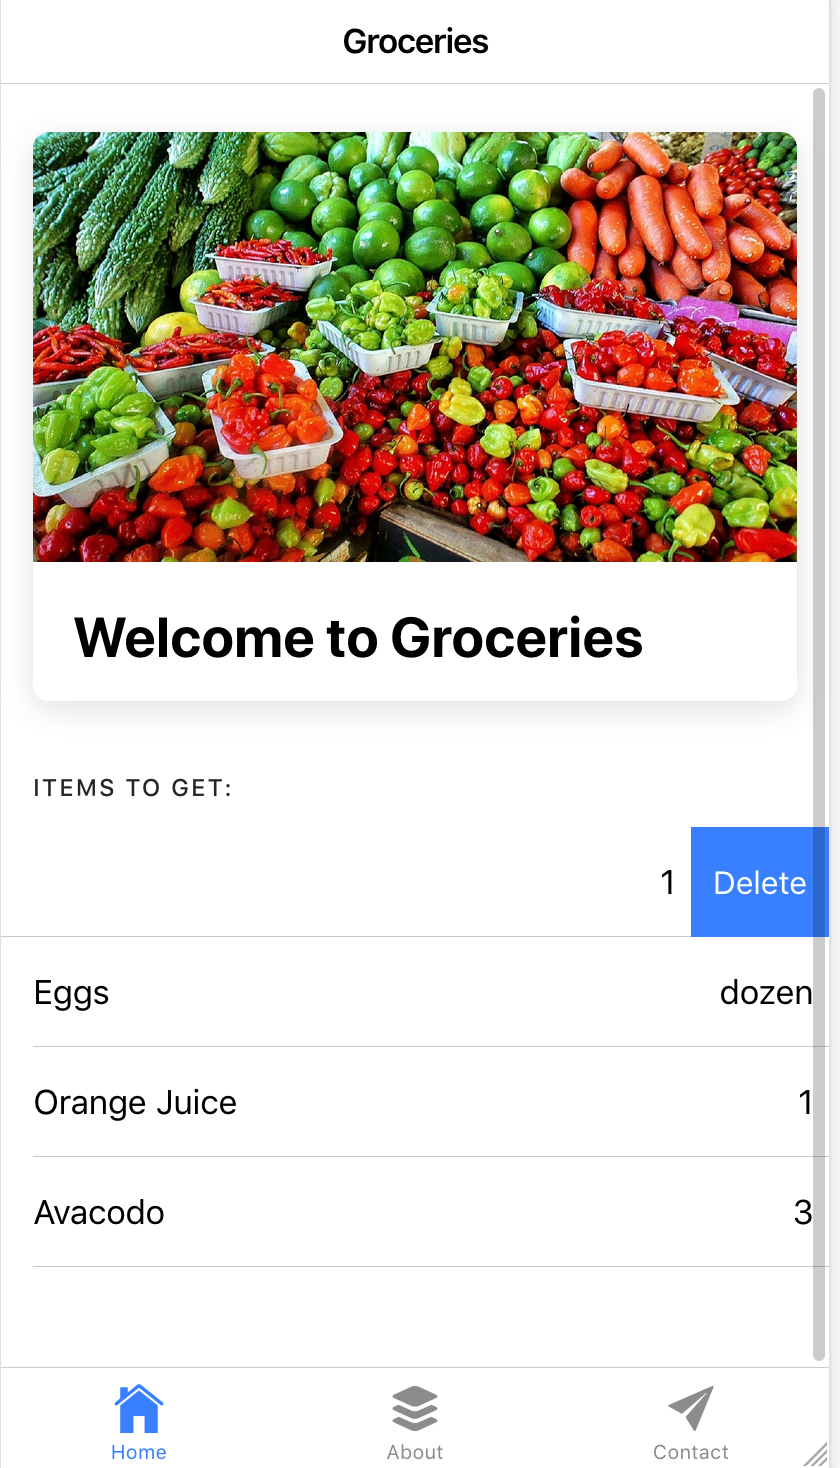 Groceries
Welcome to Groceries
ITEMS TO GET:
1 Delete
Eggs dozen
Orange Juice 1
Avacodo 3
Home About Contact